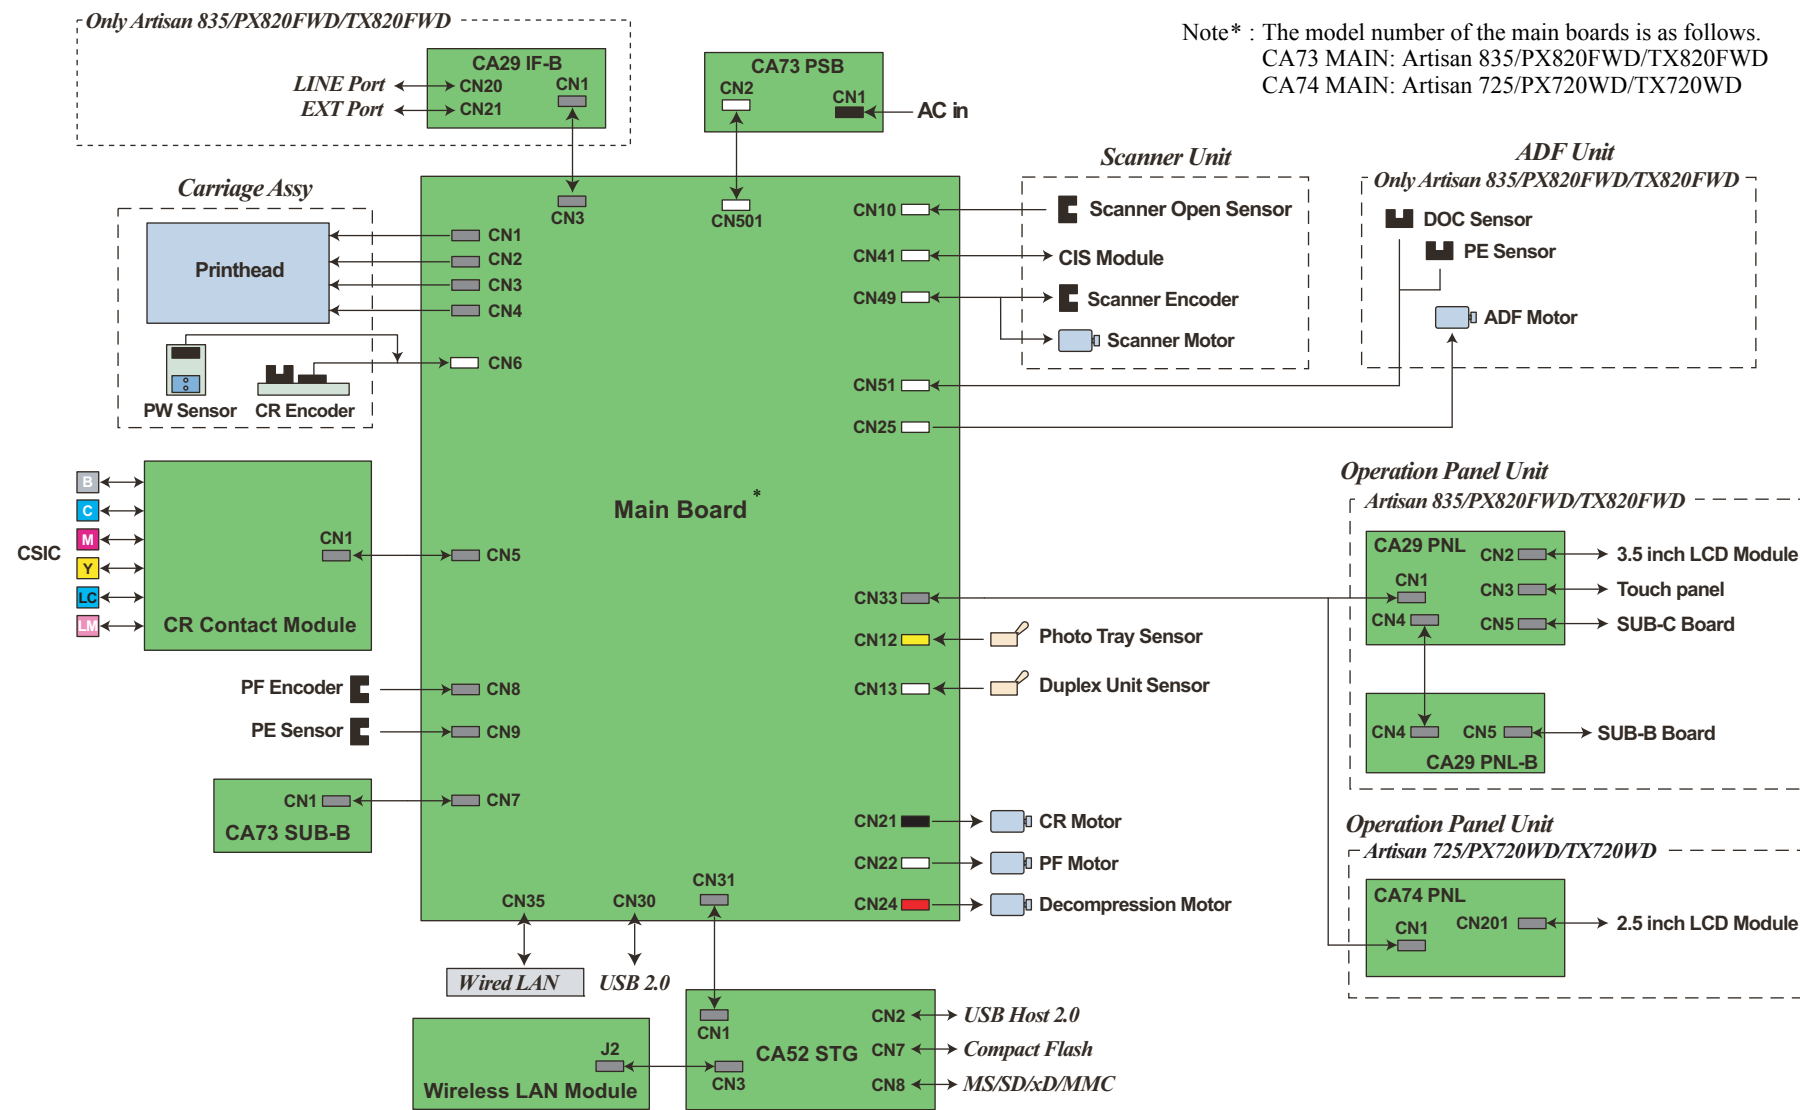 Only Artisan 835/PX820FWD/TX820FWD
CA29 IF-B
LINE Port
CN20
CN1
EXT Port
CN21
CA73 PSB
CN2
CN1
AC in
Note* : The model number of the main boards is as follows.
CA73 MAIN: Artisan 835/PX820FWD/TX820FWD
CA74 MAIN: Artisan 725/PX720WD/TX720WD
Carriage Assy
Printhead
PW Sensor
CR Encoder
CN3
CN501
CN1
CN2
CN3
CN4
CN6
Scanner Unit
CN10
Scanner Open Sensor
CN41
CIS Module
CN49
Scanner Encoder
Scanner Motor
ADF Unit
Only Artisan 835/PX820FWD/TX820FWD
DOC Sensor
PE Sensor
ADF Motor
CN51
CN25
Main Board*
CSIC
B
C
M
Y
LC
LM
CN1
CR Contact Module
CN5
PF Encoder
CN8
PE Sensor
CN9
CN1
CA73 SUB-B
CN7
CN33
CN12
Photo Tray Sensor
CN13
Duplex Unit Sensor
CN21
CR Motor
CN22
PF Motor
CN24
Decompression Motor
Operation Panel Unit
Artisan 835/PX820FWD/TX820FWD
CA29 PNL
CN2
3.5 inch LCD Module
CN1
CN3
Touch panel
CN4
CN5
SUB-C Board
CN4
CN5
SUB-B Board
CA29 PNL-B
Operation Panel Unit
Artisan 725/PX720WD/TX720WD
CA74 PNL
CN1
CN201
2.5 inch LCD Module
CN35
CN30
CN31
Wired LAN
USB 2.0
J2
Wireless LAN Module
CN1
CN3
CA52 STG
CN2
USB Host 2.0
CN7
Compact Flash
CN8
MS/SD/xD/MMC